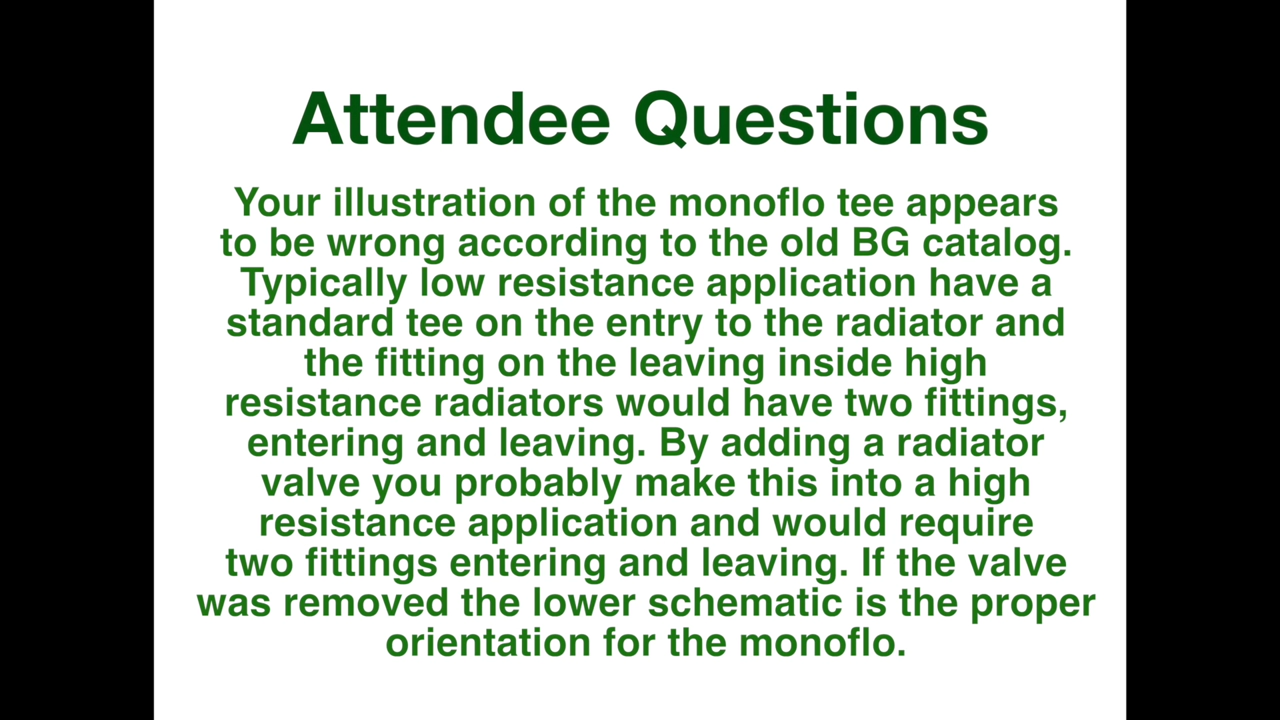 Attendee Questions
Your illustration of the monoflo tee appears
to be wrong according to the old BG catalog.
Typically low resistance application have a
standard tee on the entry to the radiator and
the fitting on the leaving inside high
resistance radiators would have two fittings,
entering and leaving. By adding a radiator
valve you probably make this into a high
resistance application and would require
two fittings entering and leaving. If the valve
was removed the lower schematic is the proper
orientation for the monoflo.